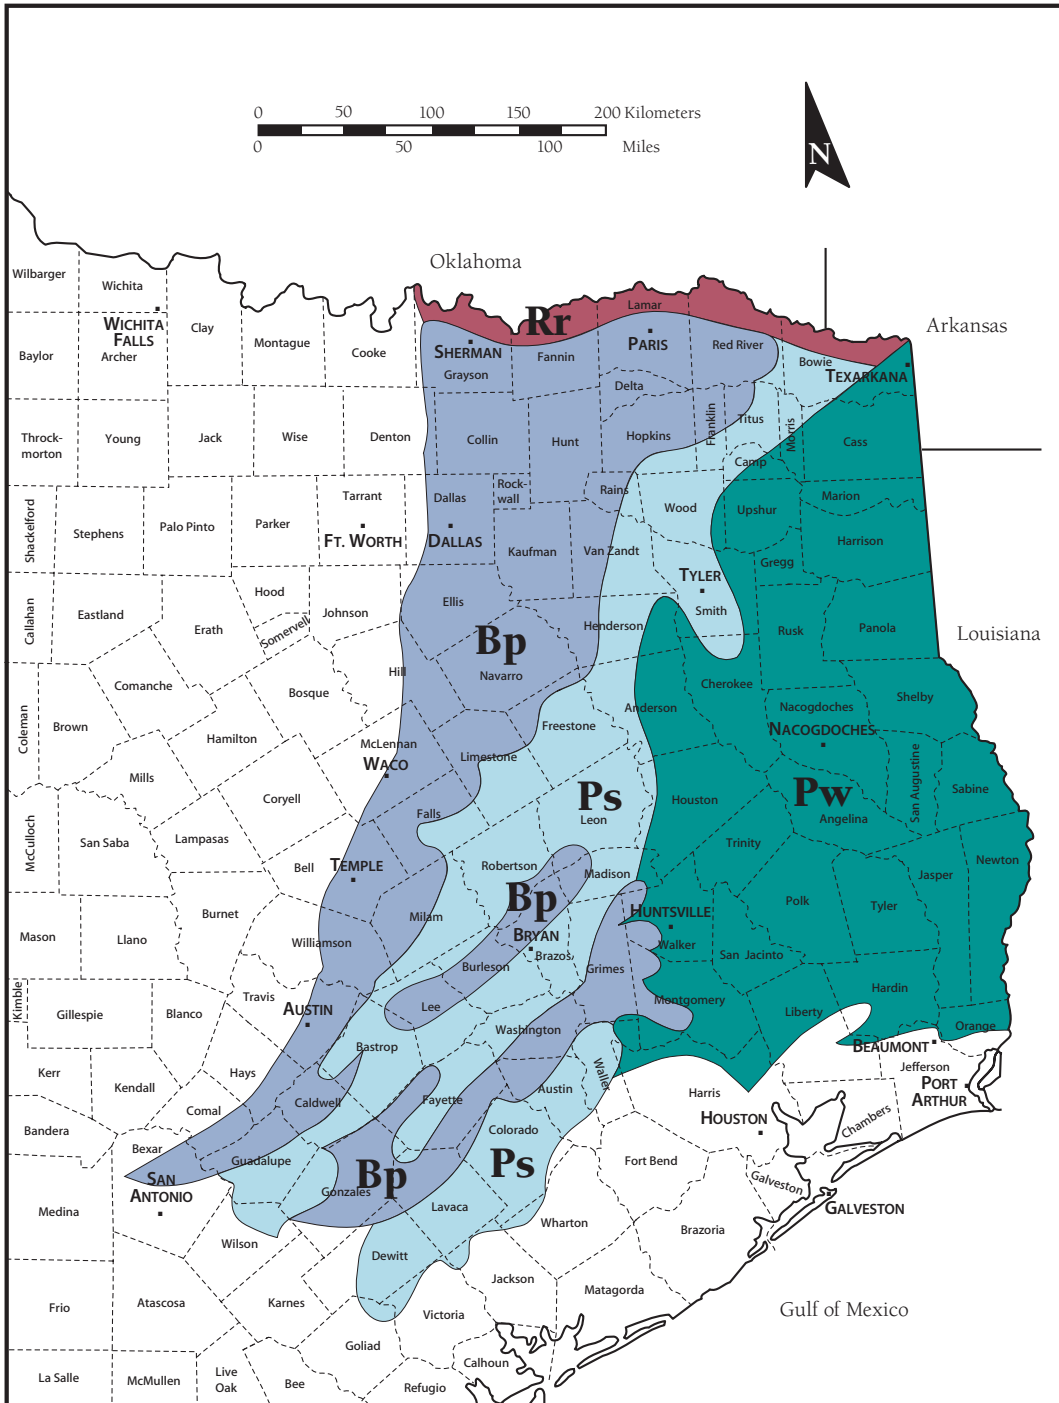 0 50 100 150 200 Kilometers
0 50 100 Miles
N
Oklahoma
Arkansas
Louisiana
Gulf of Mexico
Wilbarger
Wichita
WICHITA
FALLS
Clay
Montague
Cooke
Baylor
Archer
SHERMAN
Grayson
Rr
Fannin
Lamar
PARIS
Red River
Bowie
TEXARKANA
Delta
Throck-
morton
Young
Jack
Wise
Denton
Collin
Hunt
Hopkins
Franklin
Titus
Morris
Cass
Camp
Shackelford
Stephens
Palo Pinto
Parker
Tarrant
FT. WORTH
Dallas
DALLAS
Rock-
wall
Rains
Wood
Upshur
Marion
Harrison
Kaufman
Van Zandt
Gregg
TYLER
Smith
Callahan
Eastland
Erath
Hood
Somervell
Johnson
Ellis
Henderson
Rusk
Panola
Bp
Navarro
Coleman
Brown
Comanche
Bosque
Hill
Hamilton
Freestone
Anderson
Cherokee
Nacogdoches
NACOGDOCHES
Shelby
Mills
McLennan
WACO
Limestone
Coryell
Falls
Ps
Leon
Houston
Pw
Angelina
San Augustine
Sabine
McCulloch
San Saba
Lampasas
Bell
TEMPLE
Robertson
Madison
Trinity
Jasper
Newton
Mason
Llano
Burnet
Williamson
Milam
Bp
BRYAN
Brazos
HUNTSVILLE
Walker
Polk
Tyler
Burleson
Grimes
San Jacinto
Kimble
Gillespie
Blanco
Travis
AUSTIN
Lee
Washington
Montgomery
Liberty
Hardin
Orange
BEAUMONT
Jefferson
PORT
ARTHUR
Kerr
Kendall
Hays
Bastrop
Comal
Caldwell
Fayette
Austin
Waller
Harris
HOUSTON
Chambers
Bandera
Bexar
SAN
ANTONIO
Guadalupe
Bp
Gonzales
Colorado
Ps
Fort Bend
Galveston
GALVESTON
Medina
Wilson
Lavaca
Wharton
Brazoria
Dewitt
Frio
Atascosa
Karnes
Jackson
Matagorda
Victoria
Goliad
La Salle
McMullen
Live
Oak
Bee
Refugio
Calhoun